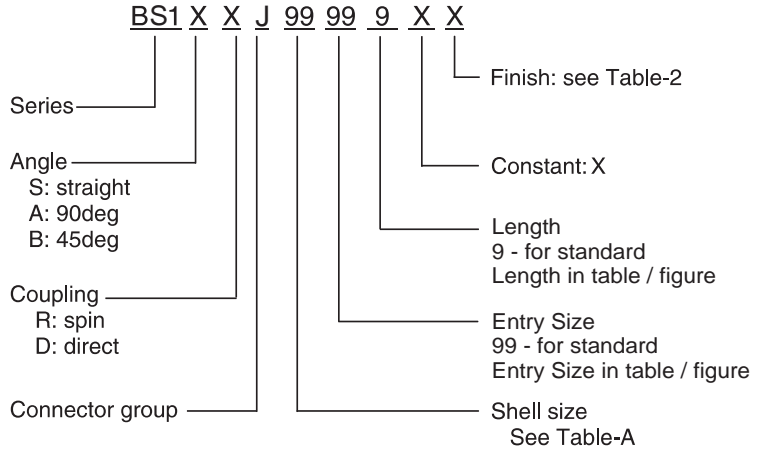 BS1 X X J 99 99 9 X X
Series
Angle
S: straight
A: 90deg
B: 45deg
Coupling
R: spin
D: direct
Connector group
Finish: see Table-2
Constant: X
Length
9 - for standard
Length in table / figure
Entry Size
99 - for standard
Entry Size in table / figure
Shell size
See Table-A